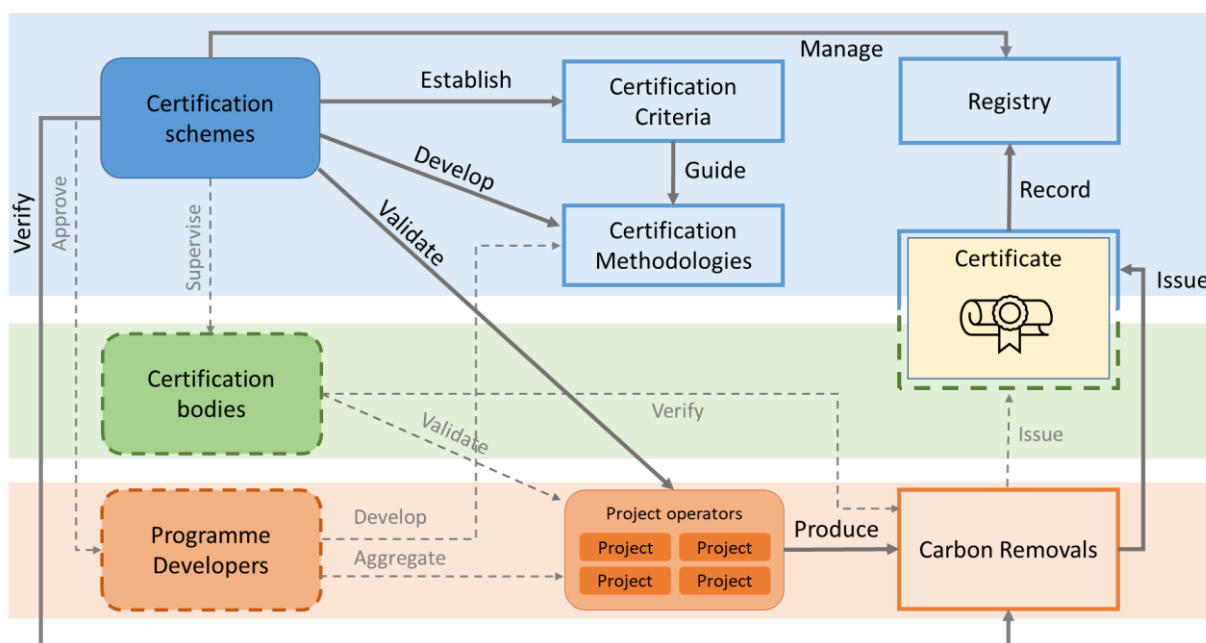 Manage
Certification
schemes
Establish
Certification
Criteria
Registry
Develop
Guide
Record
Verify
Approve
Supervise
Validate
Certification
Methodologies
Certificate
Issue
Certification
bodies
Verify
Validate
Issue
Programme
Developers
Develop
Aggregate
Project operators
Project
Project
Project
Project
Produce
Carbon Removals